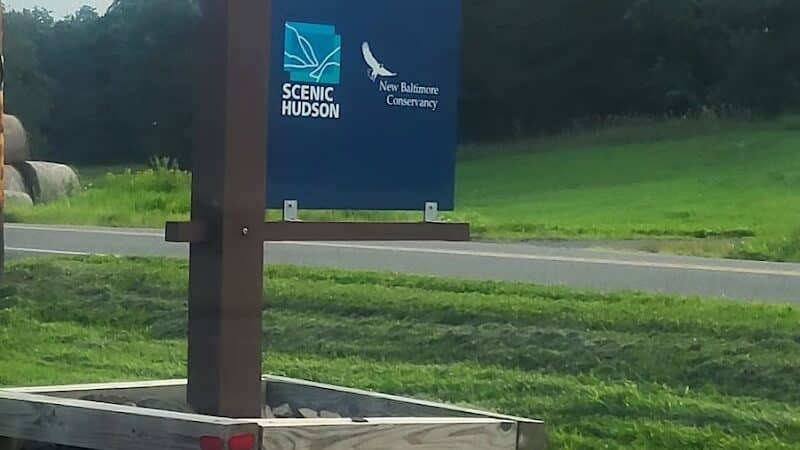 SCENIC
HUDSON
New Baltimore
Conservancy